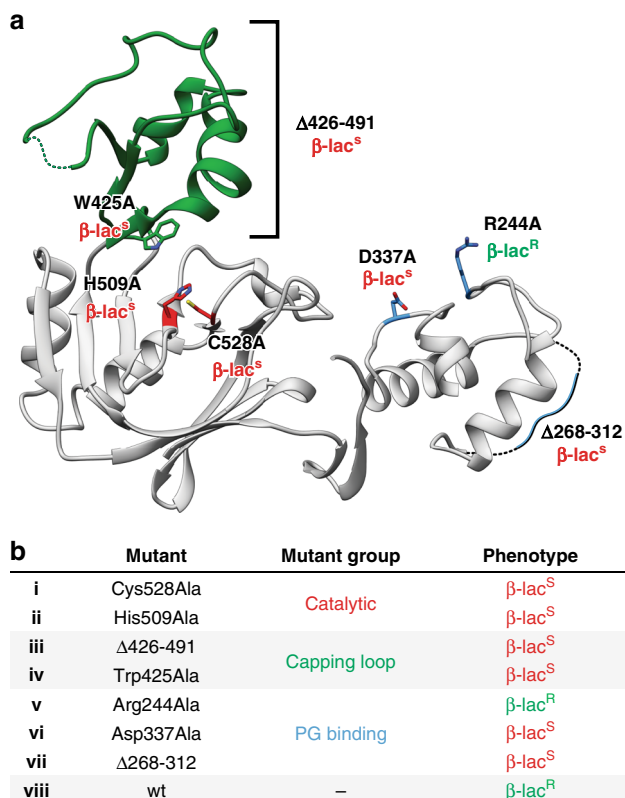 a
Δ426-491
β-lacs
W425A
β-lacs
R244A
β-lacR
D337A
β-lacs
H509A
β-lacs
C528A
β-lacs
Δ268-312
β-lacs
b
Mutant Mutant group Phenotype
i Cys528Ala β-lacS
Catalytic
ii His509Ala β-lacS
iii Δ426-491 β-lacS
Capping loop
iv Trp425Ala β-lacS
v Arg244Ala β-lacR
vi Asp337Ala PG binding β-lacS
vii Δ268-312 β-lacS
viii wt – β-lacR